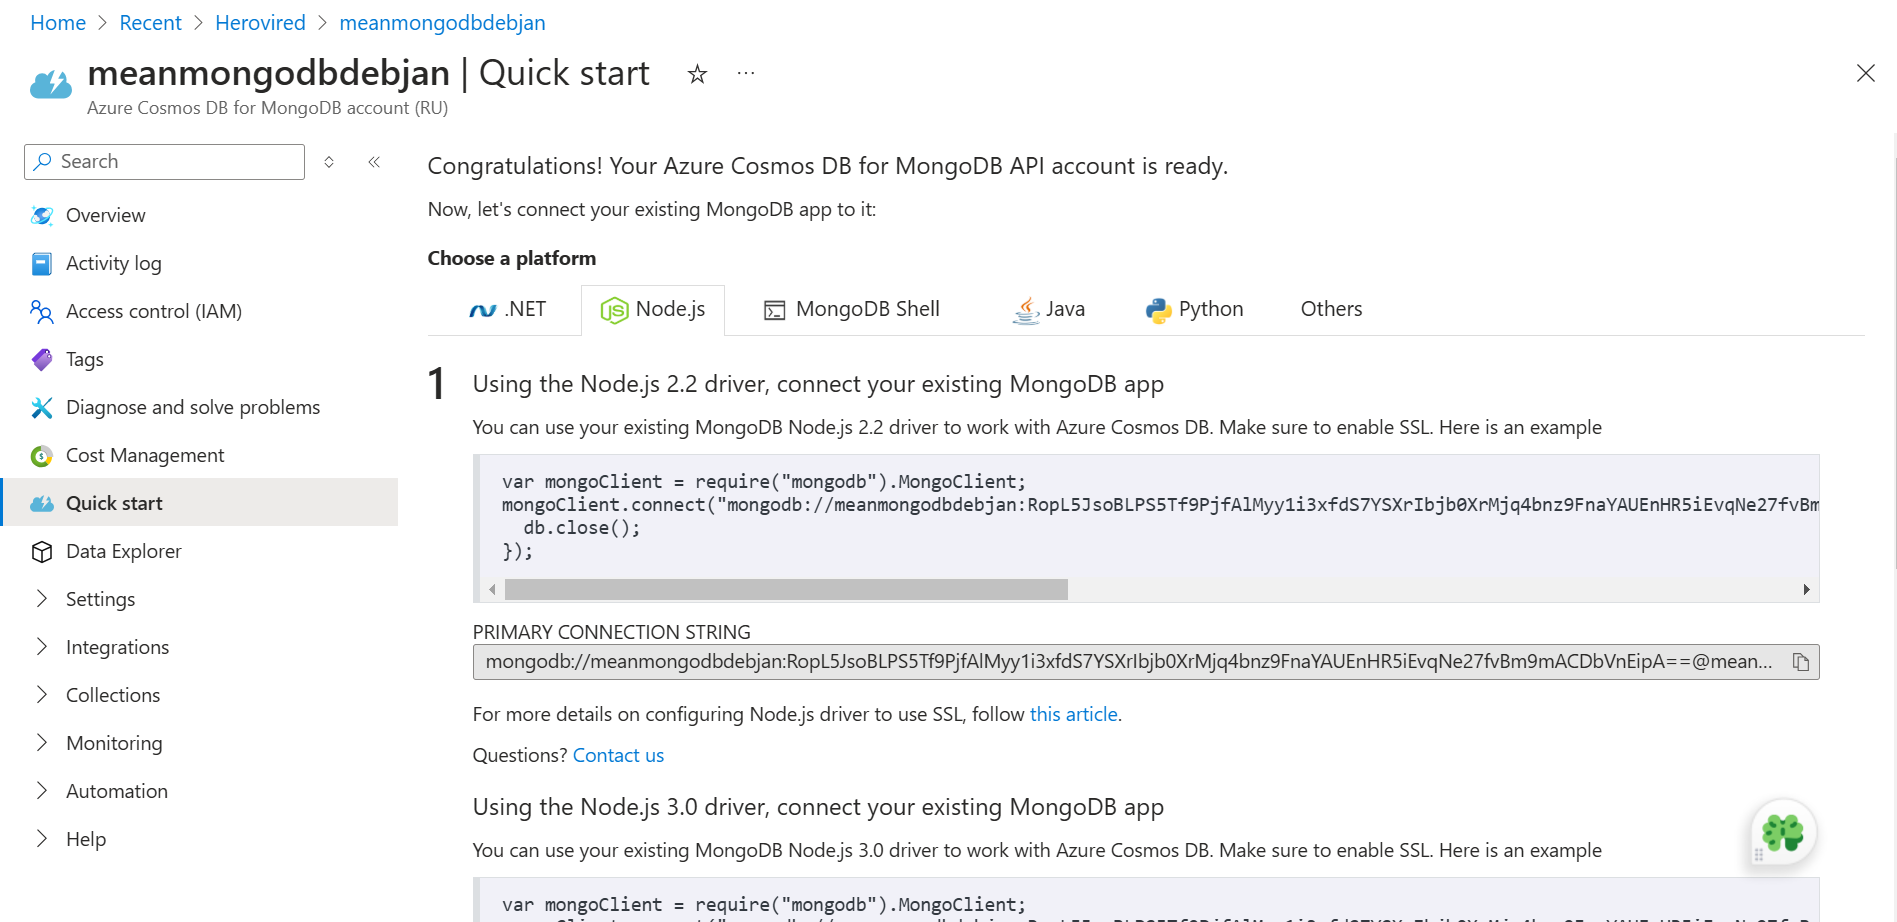 Home > Recent > Herovired > meanmongodbdebjan
meanmongodbdebjan | Quick start
Azure Cosmos DB for MongoDB account (RU)
Search
Overview
Activity log
Access control (IAM)
Tags
Diagnose and solve problems
Cost Management
Quick start
Data Explorer
Settings
Integrations
Collections
Monitoring
Automation
Help
Congratulations! Your Azure Cosmos DB for MongoDB API account is ready.
Now, let's connect your existing MongoDB app to it:
Choose a platform
.NET Node.js MongoDB Shell Java Python Others
1 Using the Node.js 2.2 driver, connect your existing MongoDB app
You can use your existing MongoDB Node.js 2.2 driver to work with Azure Cosmos DB. Make sure to enable SSL. Here is an example
var mongoClient = require("mongodb").MongoClient;
mongoClient.connect("mongodb://meanmongodbdebjan:RopL5JsoBLPS5Tf9PjfAlMyy1i3xfdS7YSXrIbjb0XrMjq4bnz9FnaYAUEnHR5iEvqNe27fvBm
db.close();
});
PRIMARY CONNECTION STRING
mongodb://meanmongodbdebjan:RopL5JsoBLPS5Tf9PjfAlMyy1i3xfdS7YSXrIbjb0XrMjq4bnz9FnaYAUEnHR5iEvqNe27fvBm9mACDbVnEipA==@mean...
For more details on configuring Node.js driver to use SSL, follow this article.
Questions? Contact us
Using the Node.js 3.0 driver, connect your existing MongoDB app
You can use your existing MongoDB Node.js 3.0 driver to work with Azure Cosmos DB. Make sure to enable SSL. Here is an example
var mongoClient = require("mongodb").MongoClient;